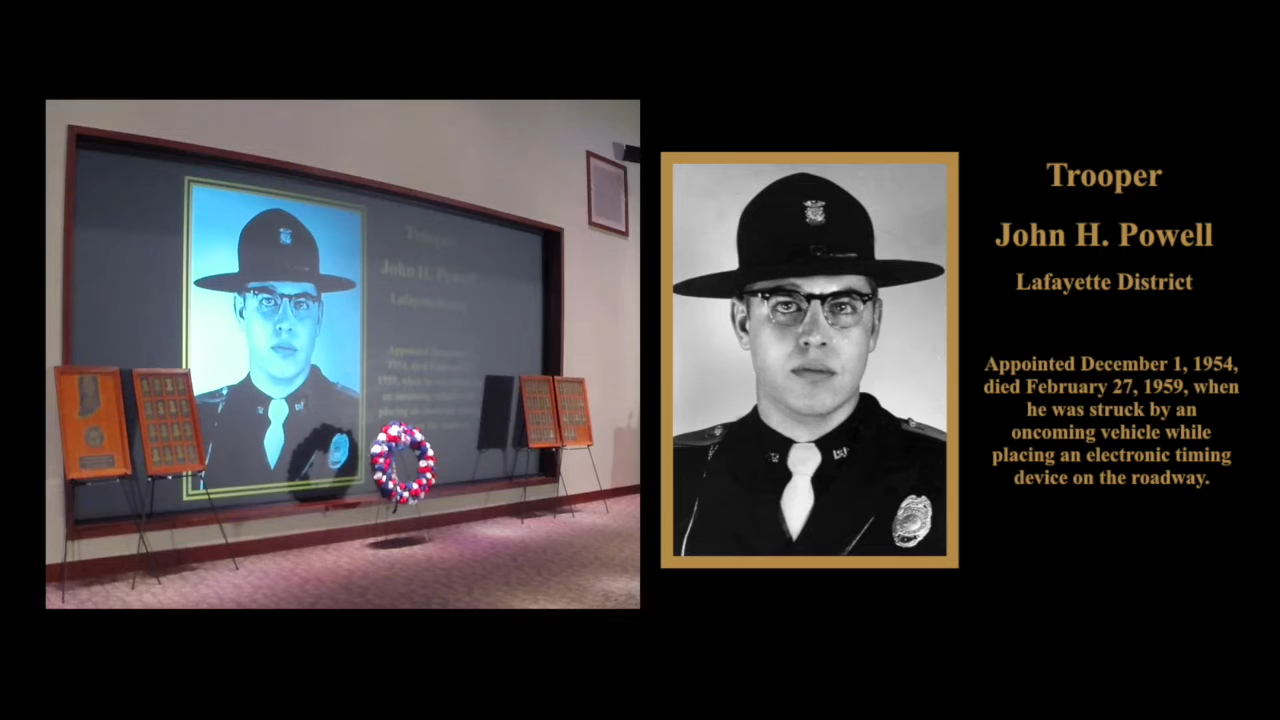 Trooper
John H. Powell
Lafayette District
Appointed December 1, 1954,
died February 27, 1959, when
he was struck by an
oncoming vehicle while
placing an electronic timing
device on the roadway.